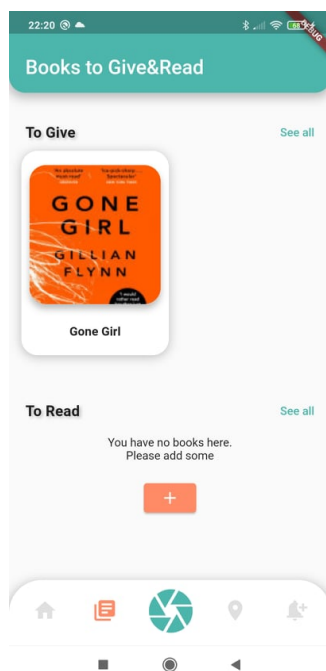 22:20
DEBUG
Books to Give&Read
To Give
See all
GONE
GIRL
GILLIAN
FLYNN
Gone Girl
To Read
See all
You have no books here.
Please add some
+